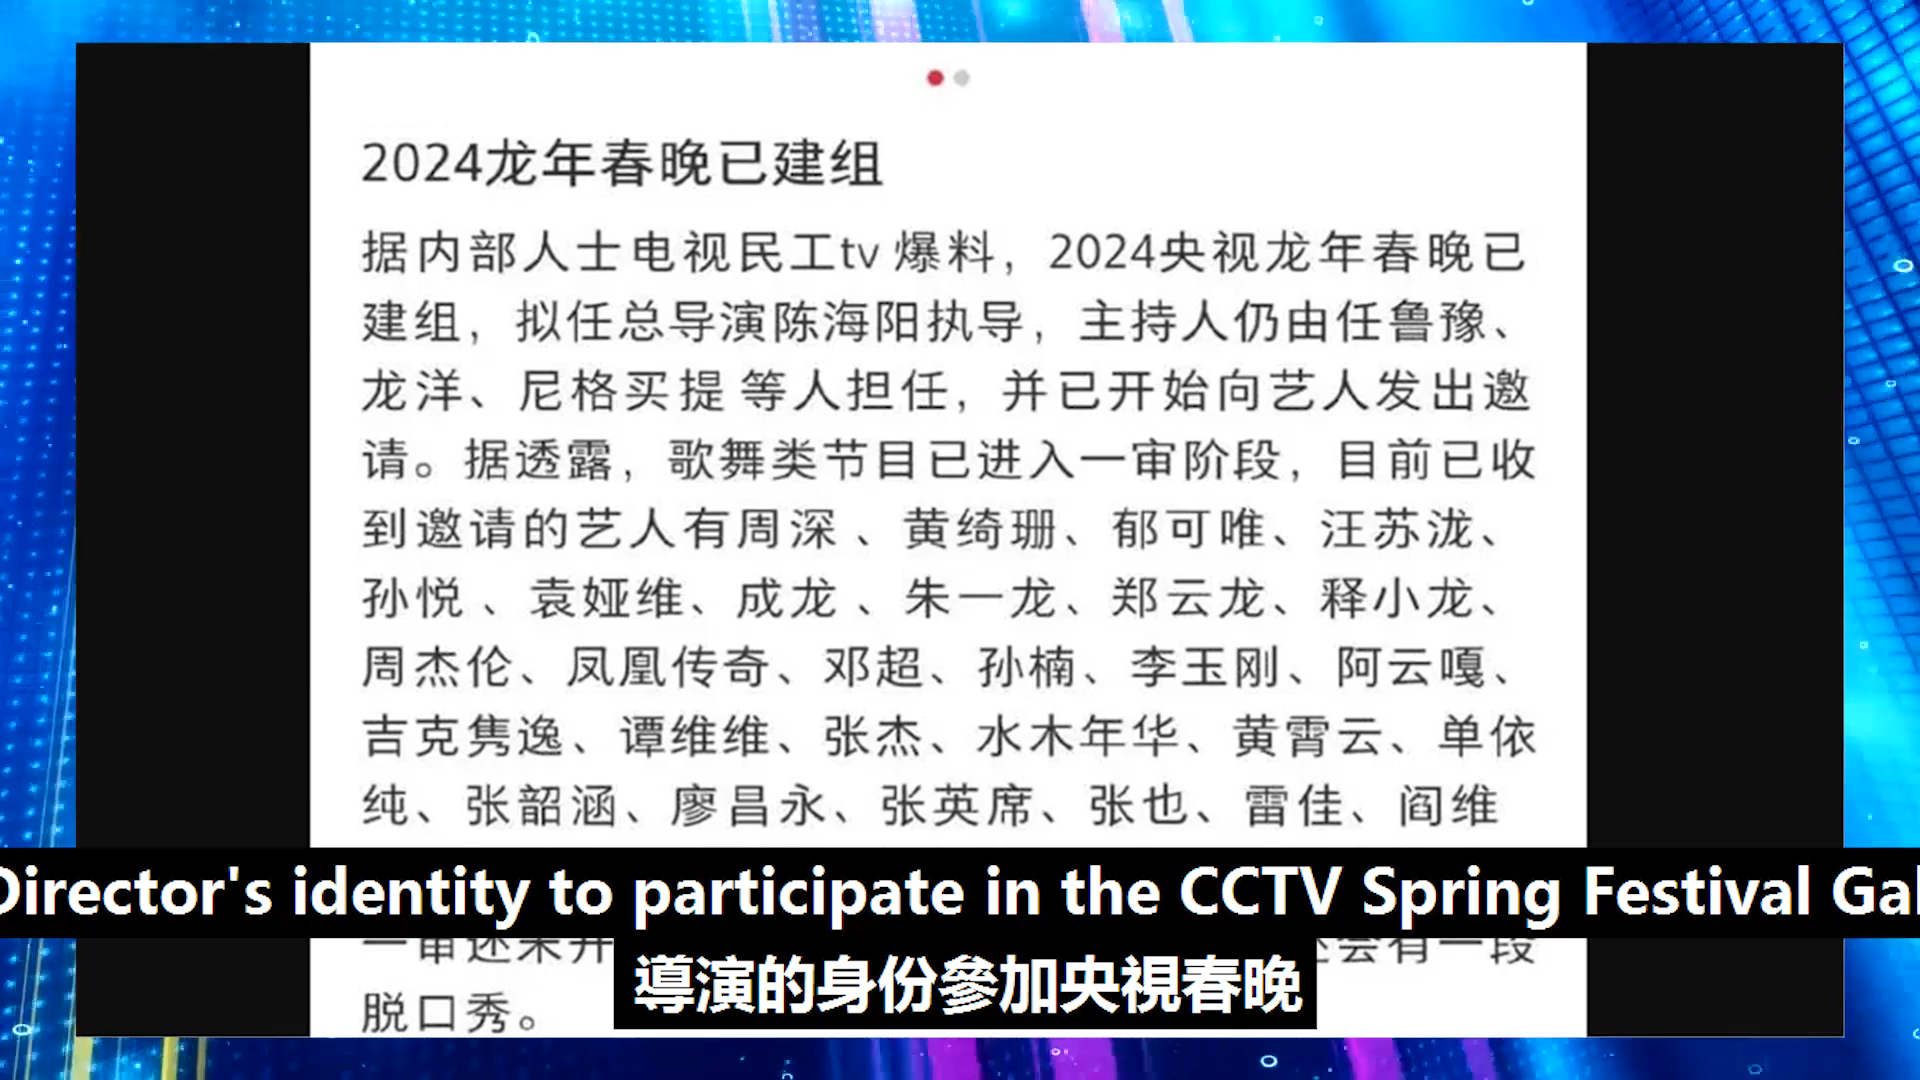 2024龙年春晚已建组
据内部人士电视民工tv 爆料，2024央视龙年春晚已
建组，拟任总导演陈海阳执导，主持人仍由任鲁豫、
龙洋、尼格买提 等人担任，并已开始向艺人发出邀
请。据透露，歌舞类节目已进入一审阶段，目前已收
到邀请的艺人有周深 、黄绮珊、郁可唯、汪苏泷、
孙悦 、袁娅维、成龙 、朱一龙、郑云龙、释小龙、
周杰伦、凤凰传奇、邓超、孙楠、李玉刚、阿云嘎、
吉克隽逸、谭维维、张杰、水木年华、黄霄云、单依
纯、张韶涵、廖昌永、张英席、张也、雷佳、阎维
Director's identity to participate in the CCTV Spring Festival Gal
一审还未开 会有一段
導演的身份參加央視春晚
脱口秀。